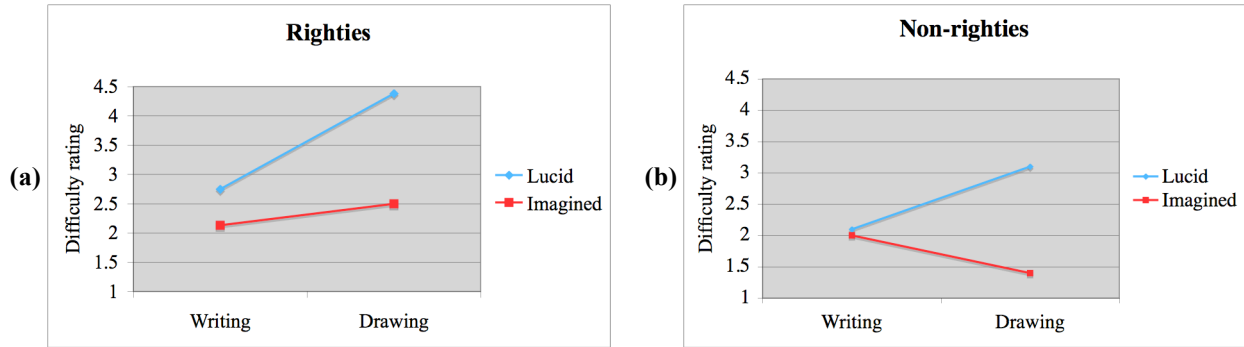 (a)
Righties
Difficulty rating
4.5
4
3.5
3
2.5
2
1.5
1
Writing
Drawing
Lucid
Imagined
(b)
Non-righties
Difficulty rating
4.5
4
3.5
3
2.5
2
1.5
1
Writing
Drawing
Lucid
Imagined